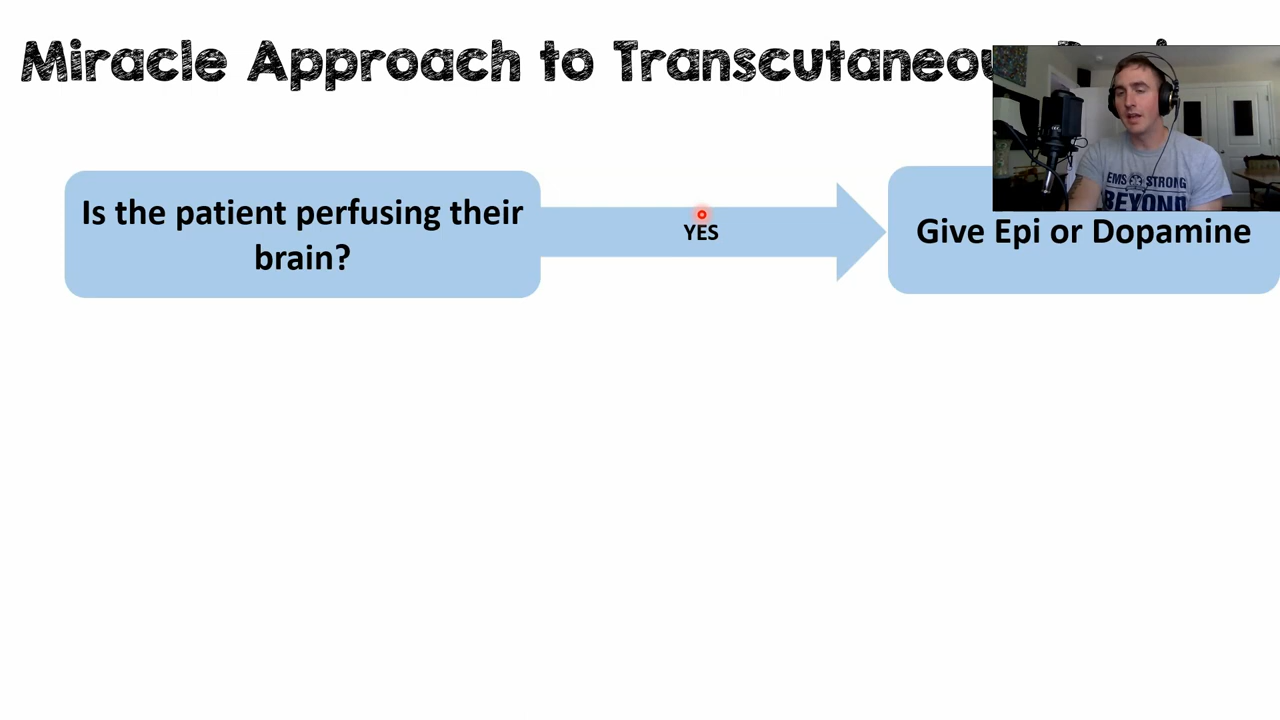 Miracle Approach to Transcutaneou
Is the patient perfusing their
brain?
YES
Give Epi or Dopamine
EMS STRONG
BEYOND